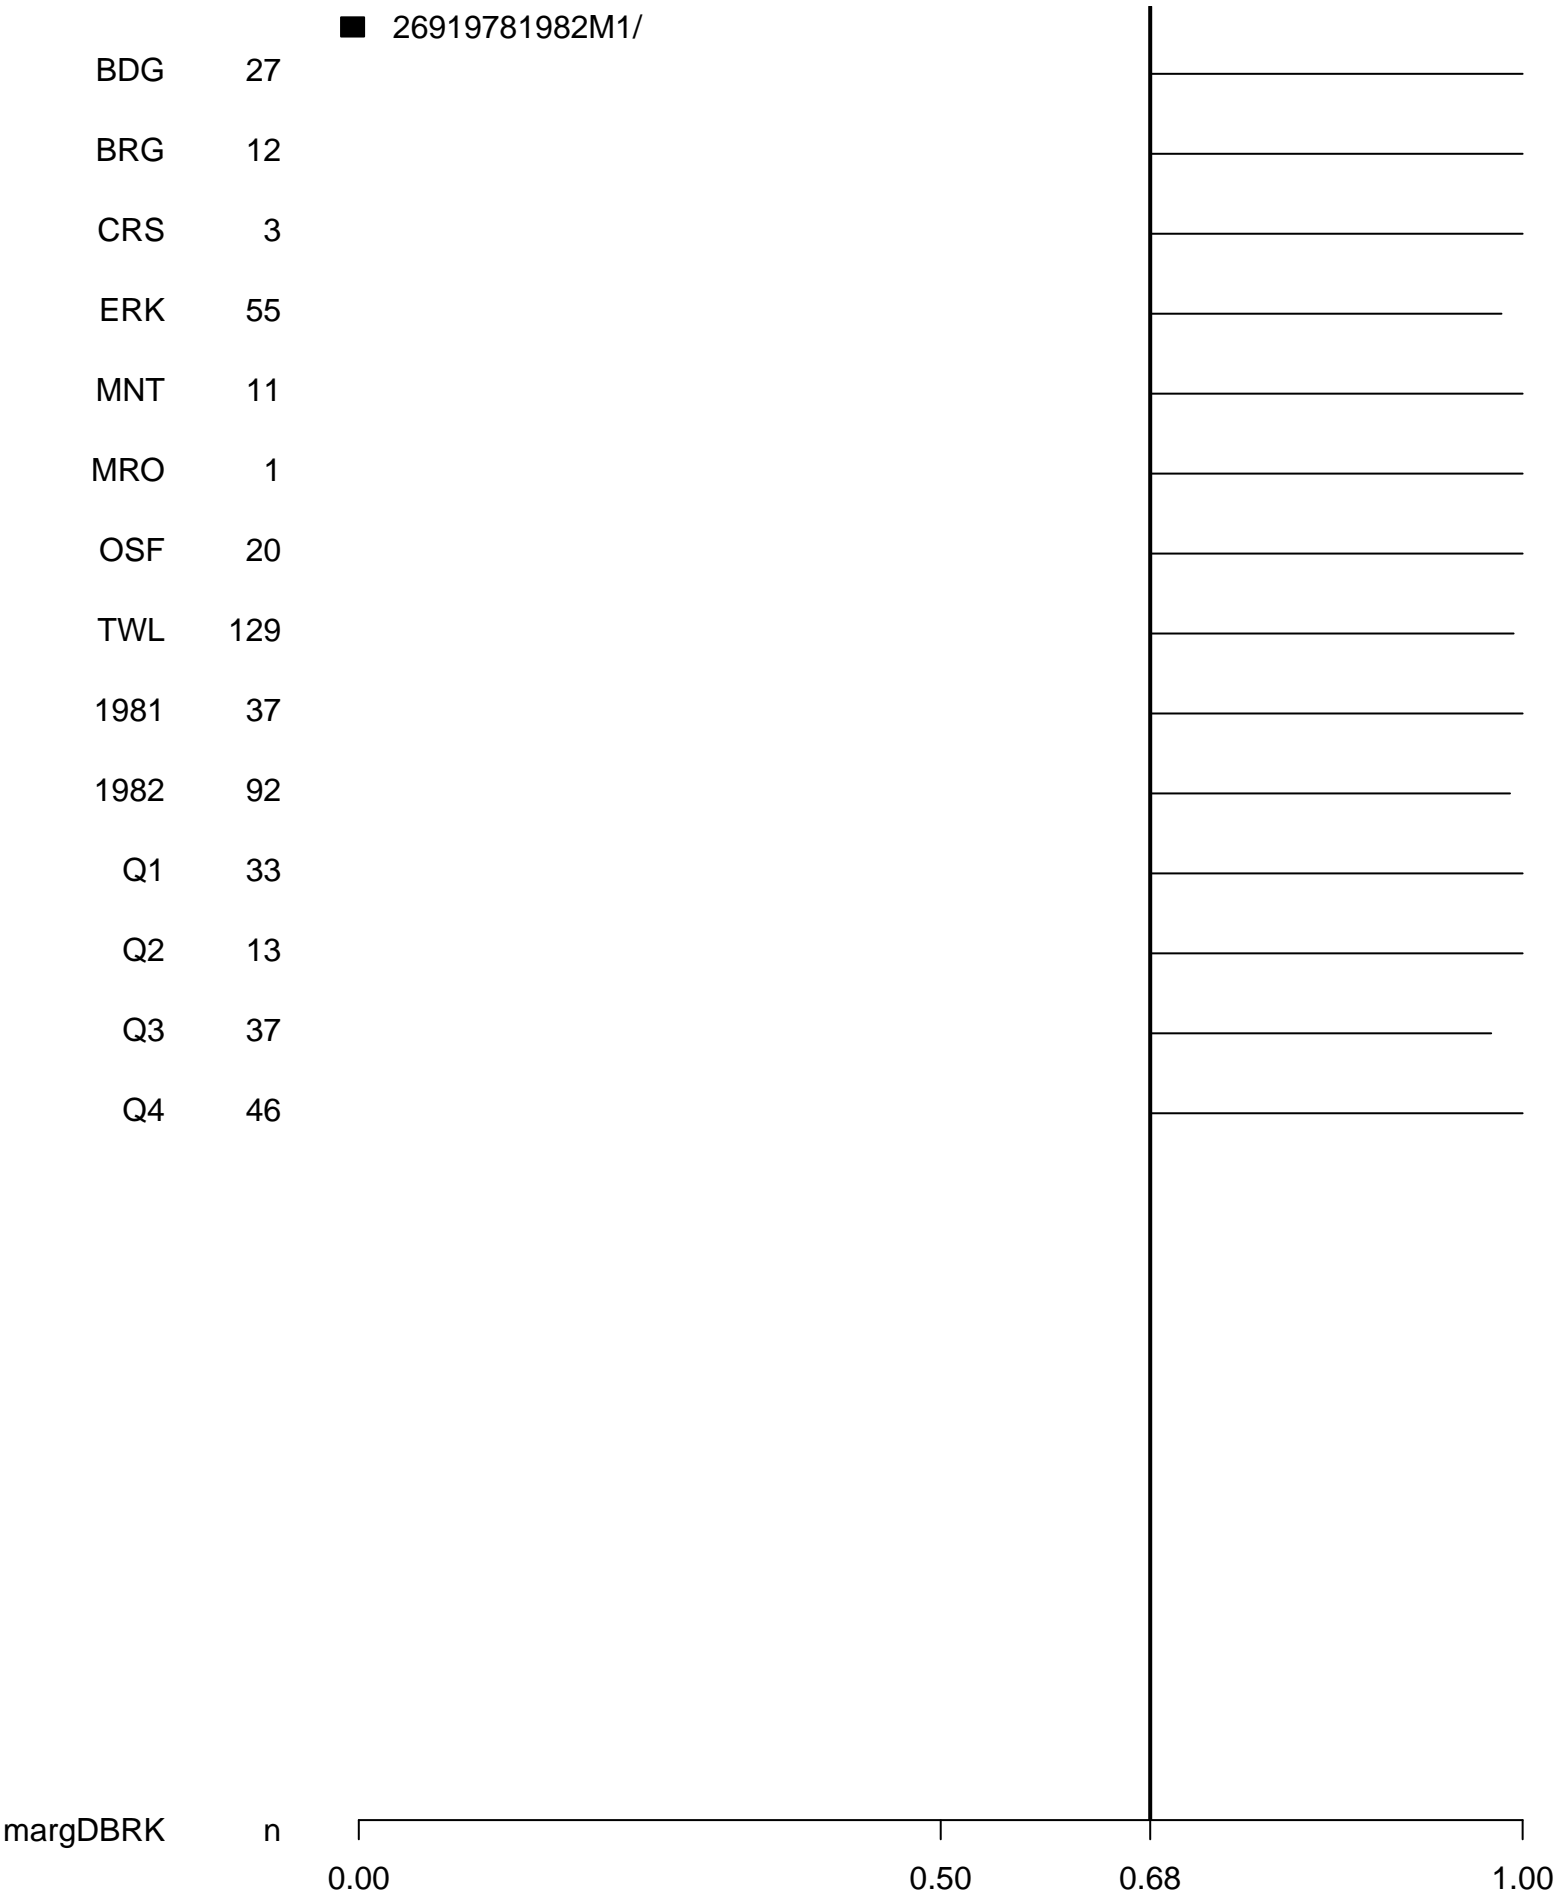 26919781982M1/
BDG 27
BRG 12
CRS 3
ERK 55
MNT 11
MRO 1
OSF 20
TWL 129
1981 37
1982 92
Q1 33
Q2 13
Q3 37
Q4 46
margDBRK n
0.00 0.50 0.68 1.00